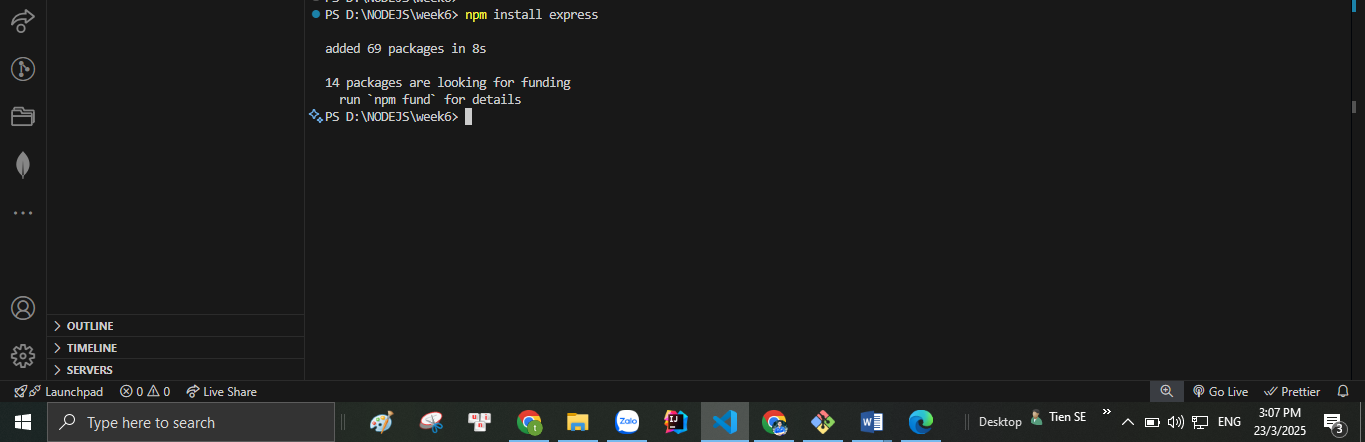 PS D:\NODEJS\week6> npm install express
added 69 packages in 8s
14 packages are looking for funding
run `npm fund` for details
PS D:\NODEJS\week6>
OUTLINE
TIMELINE
SERVERS
Launchpad 0 0 Live Share Go Live Prettier
Type here to search Zalo Desktop Tien SE ENG
3:07 PM
23/3/2025
3